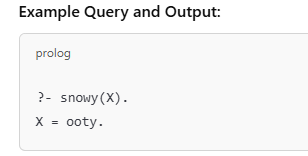 Example Query and Output:
prolog
?- snowy(X).
X = ooty.